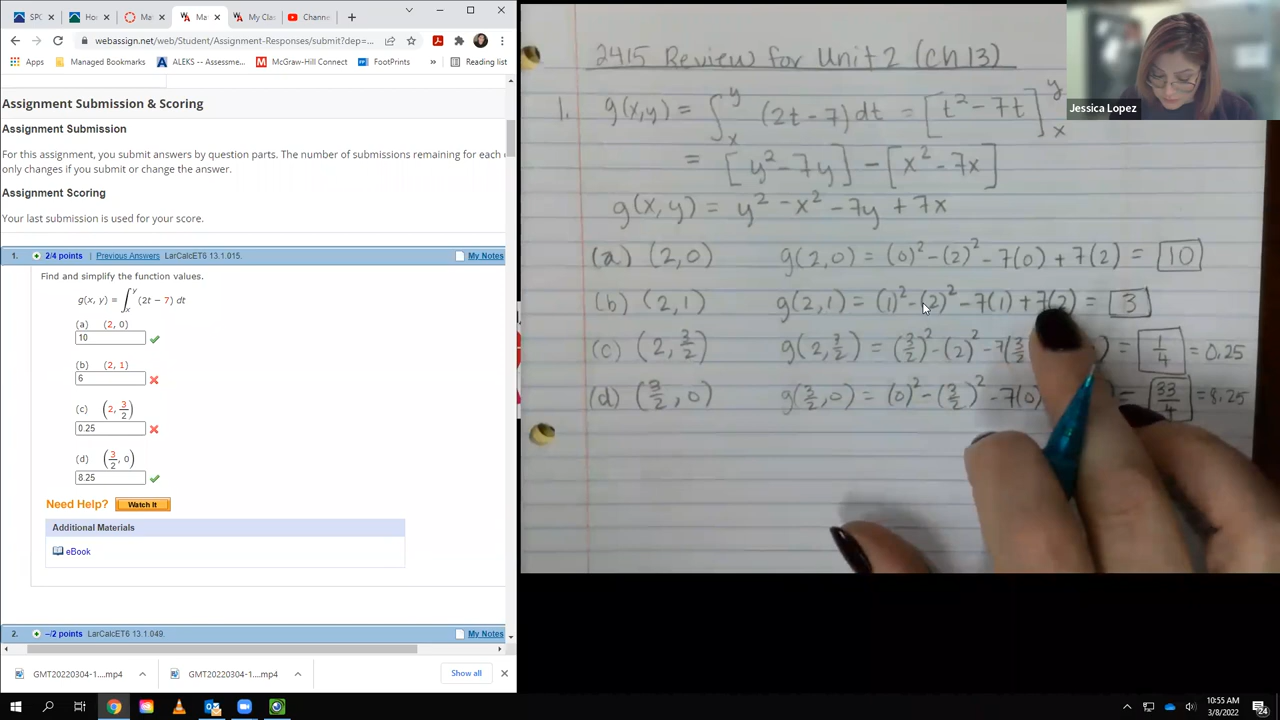 SPC
Hom
Ma
Ma
My Cla
Chann
webassign.net/web/Student/Assignment-Responses/submit?dep=...
Apps
Managed Bookmarks
ALEKS -- Assessme...
McGraw-Hill Connect
FootPrints
»
Reading list
Assignment Submission & Scoring
Assignment Submission
For this assignment, you submit answers by question parts. The number of submissions remaining for each
only changes if you submit or change the answer.
Assignment Scoring
Your last submission is used for your score.
1. 2/4 points Previous Answers LarCalcET6 13.1.015. My Notes
Find and simplify the function values.
g(x, y) = ∫_x^y (2t − 7) dt
(a) (2, 0)
10
(b) (2, 1)
6
(c) (2, 3/2)
0.25
(d) (3/2, 0)
8.25
Need Help? Watch It
Additional Materials
eBook
2. –/2 points LarCalcET6 13.1.049. My Notes
GMT20220304-1....mp4
GMT20220304-1....mp4
Show all
2415 Review for Unit 2 (Ch 13)
1. g(x,y) = ∫_x^y (2t - 7) dt = [t² - 7t]_x^y
= [y² - 7y] - [x² - 7x]
g(x,y) = y² - x² - 7y + 7x
(a) (2,0) g(2,0) = (0)² - (2)² - 7(0) + 7(2) = 10
(b) (2,1) g(2,1) = (1)² - (2)² - 7(1) + 7(2) = 3
(c) (2, 3/2) g(2, 3/2) = (3/2)² - (2)² - 7(3/2 ) = 1/4 = 0.25
(d) (3/2, 0) g(3/2, 0) = (0)² - (3/2)² - 7(0) = 33/4 = 8.25
Jessica Lopez
10:55 AM
3/8/2022
24